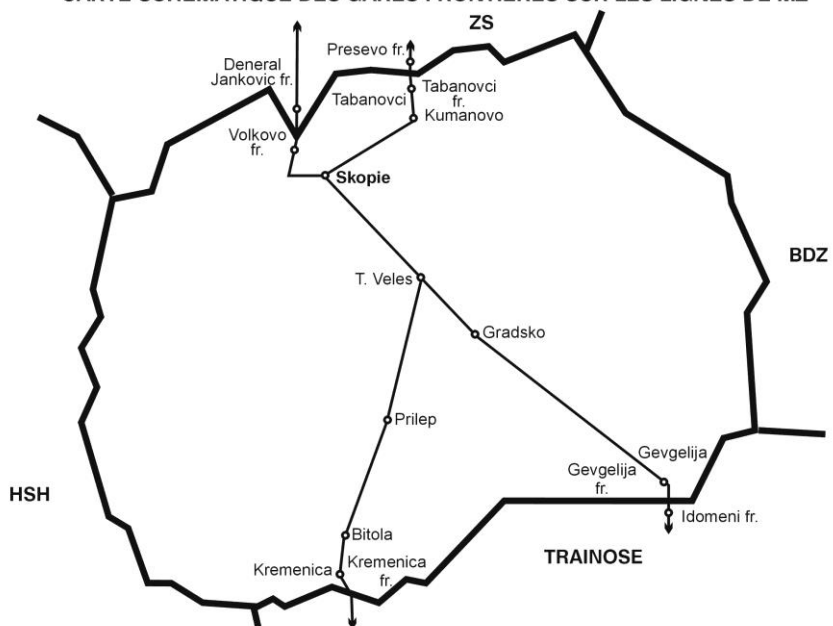 CARTE SCHEMATIQUE DES GARES FRONTIERES SUR LES LIGNES DE MZ
ZS
Presevo fr.
Deneral
Jankovic fr.
Tabanovci
Tabanovci
fr.
Kumanovo
Volkovo
fr.
Skopie
BDZ
T. Veles
Gradsko
Prilep
Gevgelija
Gevgelija
fr.
HSH
Idomeni fr.
Bitola
TRAINOSE
Kremenica
Kremenica
fr.